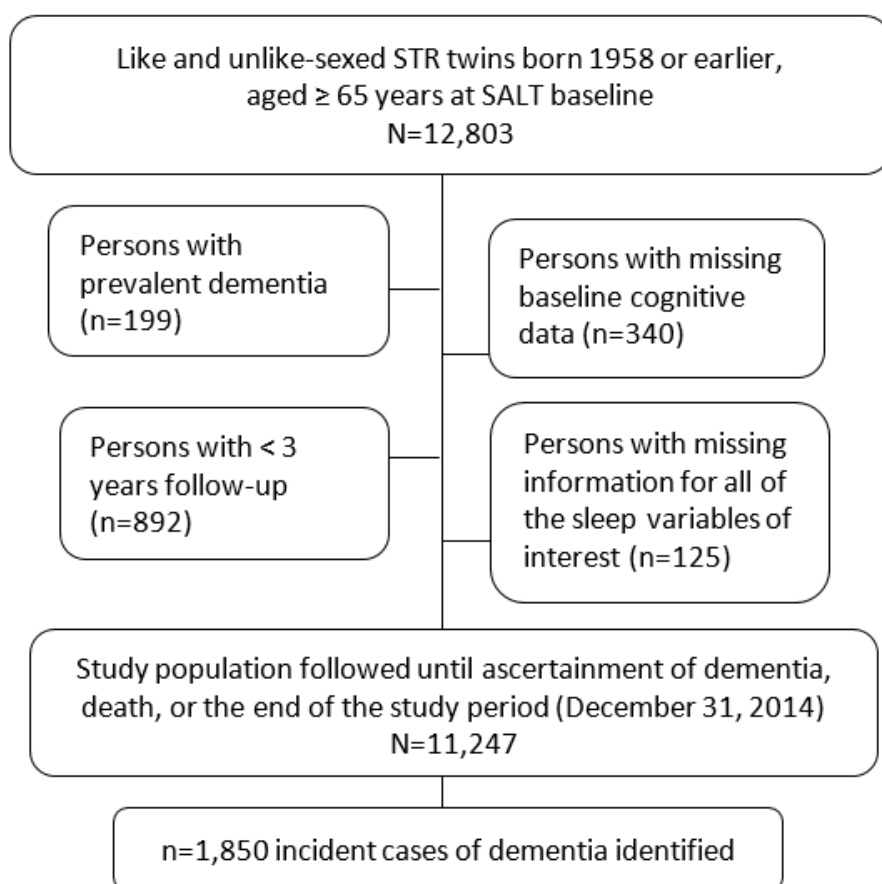 Like and unlike-sexed STR twins born 1958 or earlier,
aged ≥ 65 years at SALT baseline
N=12,803
Persons with
prevalent dementia
(n=199)
Persons with missing
baseline cognitive
data (n=340)
Persons with < 3
years follow-up
(n=892)
Persons with missing
information for all of
the sleep variables of
interest (n=125)
Study population followed until ascertainment of dementia,
death, or the end of the study period (December 31, 2014)
N=11,247
n=1,850 incident cases of dementia identified